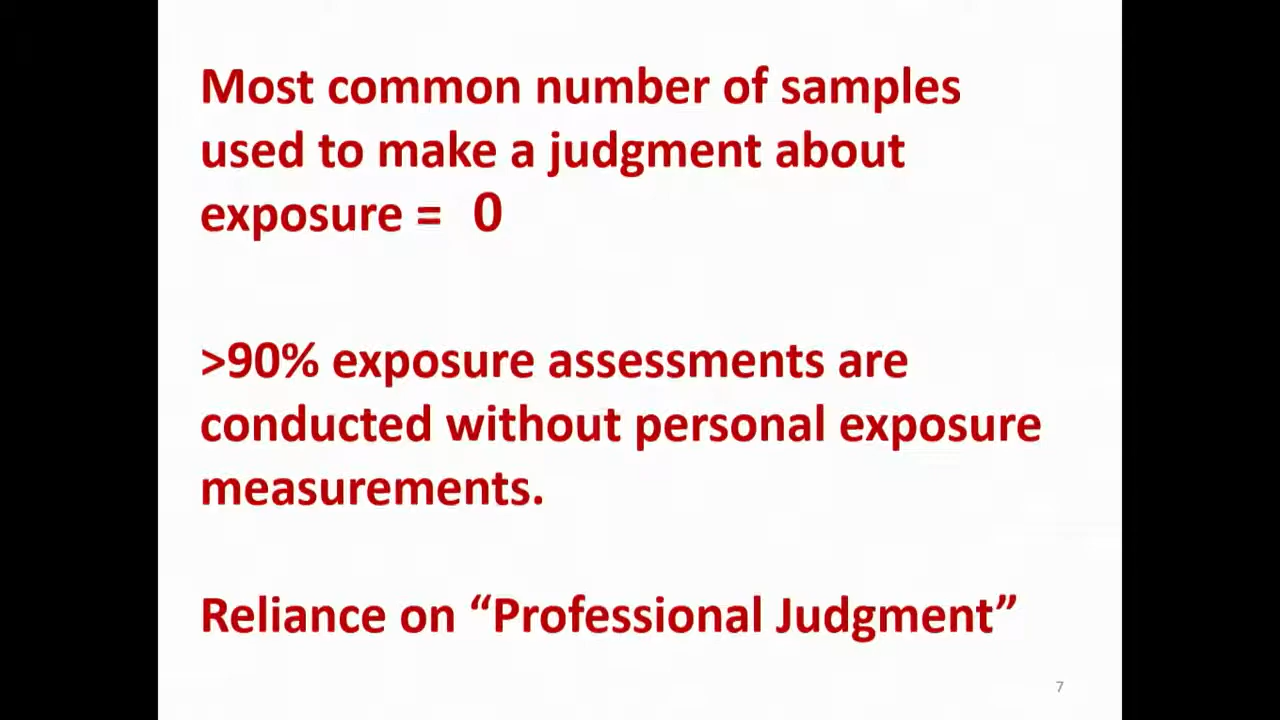 Most common number of samples
used to make a judgment about
exposure = 0
>90% exposure assessments are
conducted without personal exposure
measurements.
Reliance on “Professional Judgment”
7